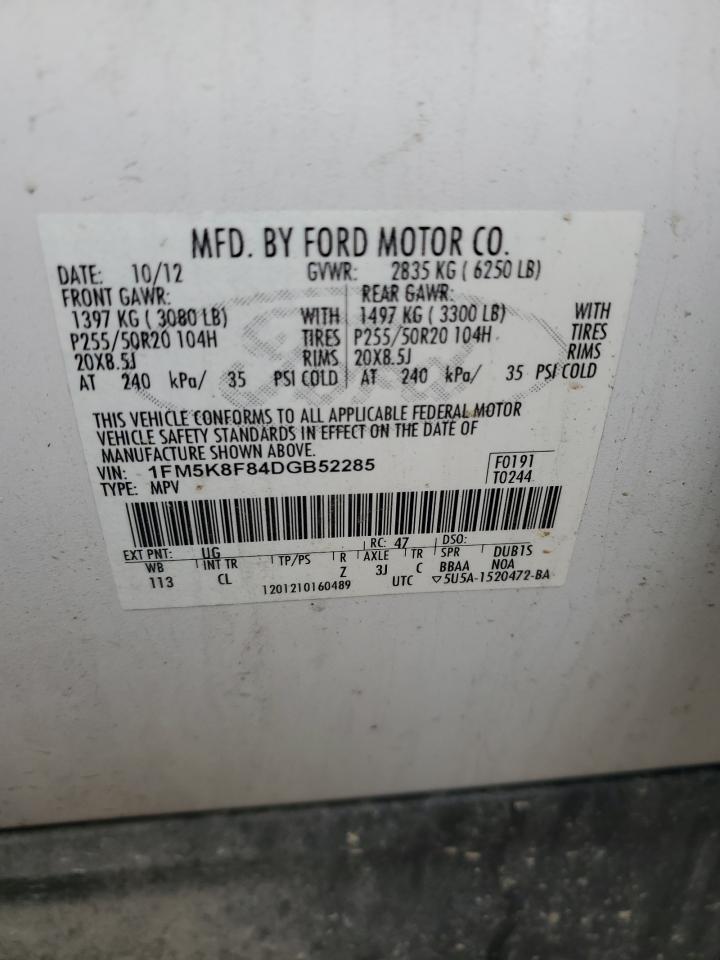 MFD. BY FORD MOTOR CO.
DATE: 10/12 GVWR: 2835 KG ( 6250 LB)
FRONT GAWR: REAR GAWR:
1397 KG ( 3080 LB) WITH 1497 KG ( 3300 LB) WITH
P255/50R20 104H TIRES P255/50R20 104H TIRES
20X8.5J RIMS 20X8.5J RIMS
AT 240 kPa/ 35 PSI COLD AT 240 kPa/ 35 PSI COLD
THIS VEHICLE CONFORMS TO ALL APPLICABLE FEDERAL MOTOR
VEHICLE SAFETY STANDARDS IN EFFECT ON THE DATE OF
MANUFACTURE SHOWN ABOVE.
VIN: 1FM5K8F84DGB52285 F0191
TYPE: MPV T0244
EXT PNT: UG RC: 47 DSO:
WB INT TR TP/PS R AXLE TR SPR DUB1S
113 CL Z 3J C BBAA NOA
1201210160489 UTC ▽5U5A-1520472-BA